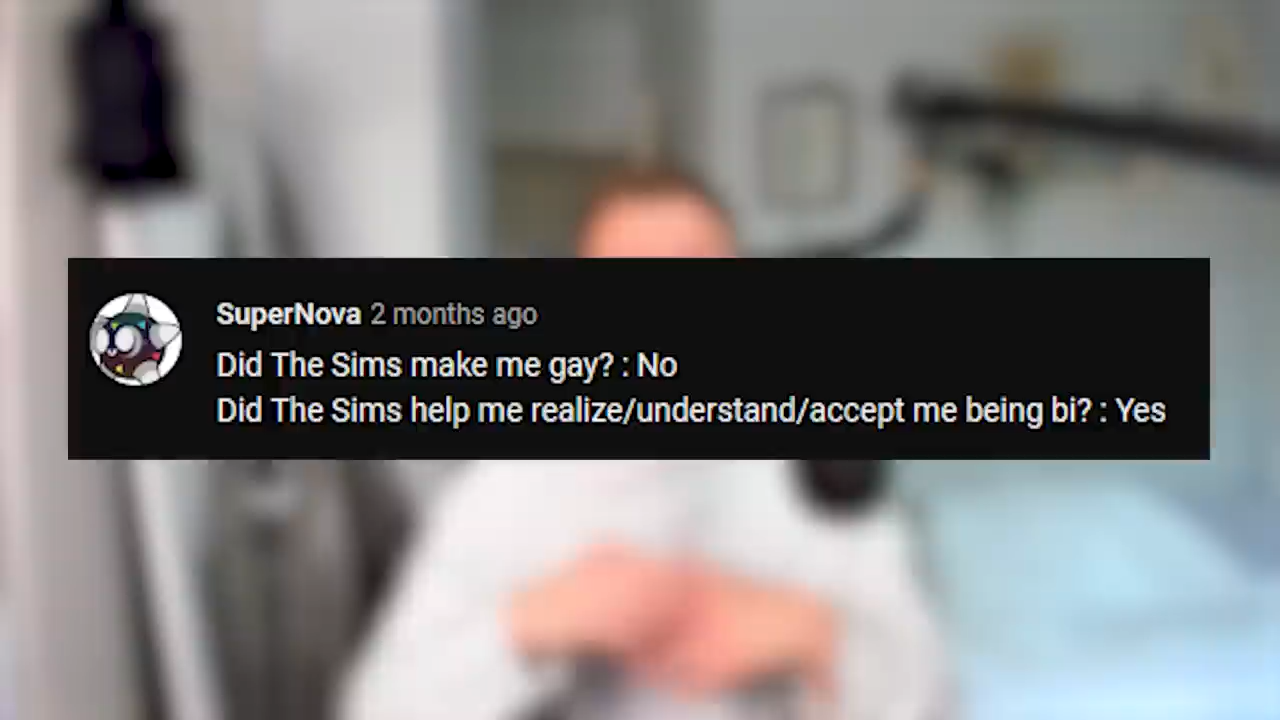 SuperNova 2 months ago
Did The Sims make me gay? : No
Did The Sims help me realize/understand/accept me being bi? : Yes